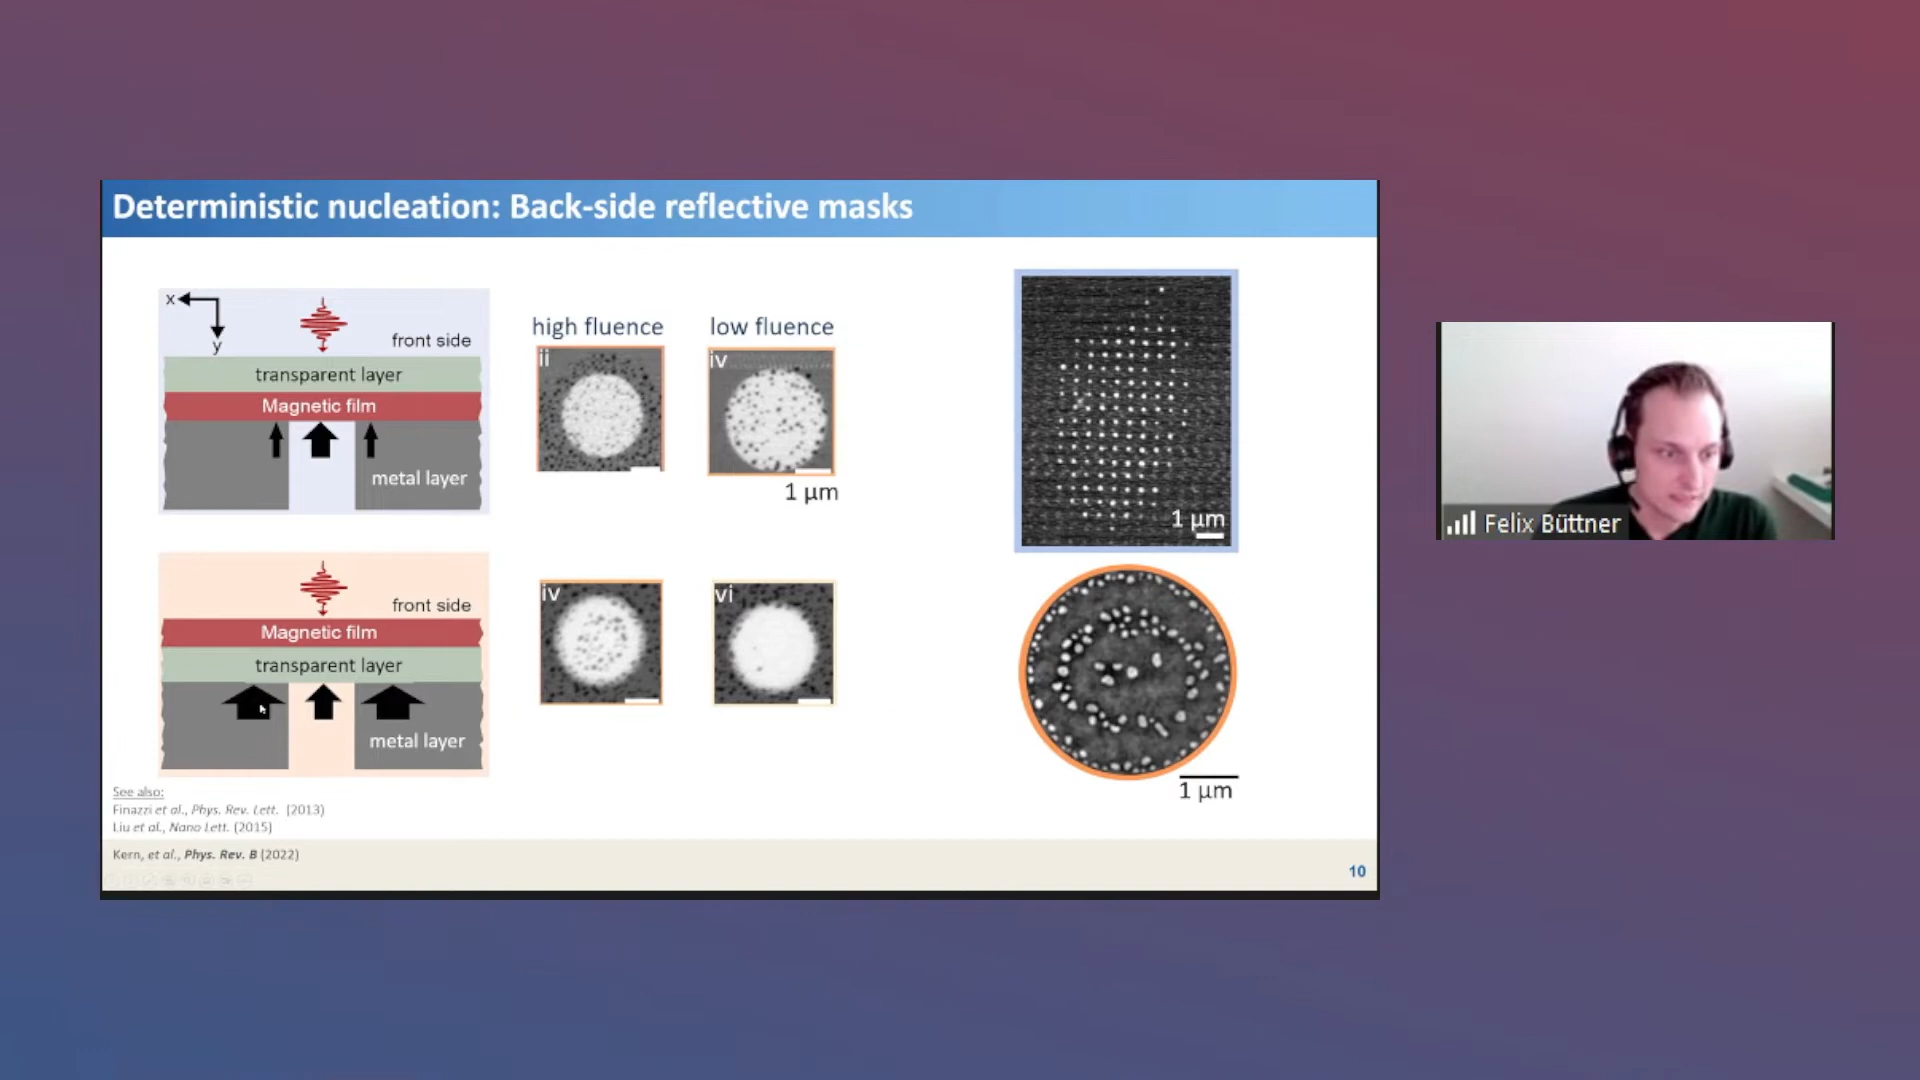 Deterministic nucleation: Back-side reflective masks
x
y
front side
transparent layer
Magnetic film
metal layer
high fluence
low fluence
ii
iv
1 µm
1 µm
front side
Magnetic film
transparent layer
metal layer
iv
vi
1 µm
See also:
Finazzi et al., Phys. Rev. Lett. (2013)
Liu et al., Nano Lett. (2015)
Kern, et al., Phys. Rev. B (2022)
10
Felix Büttner